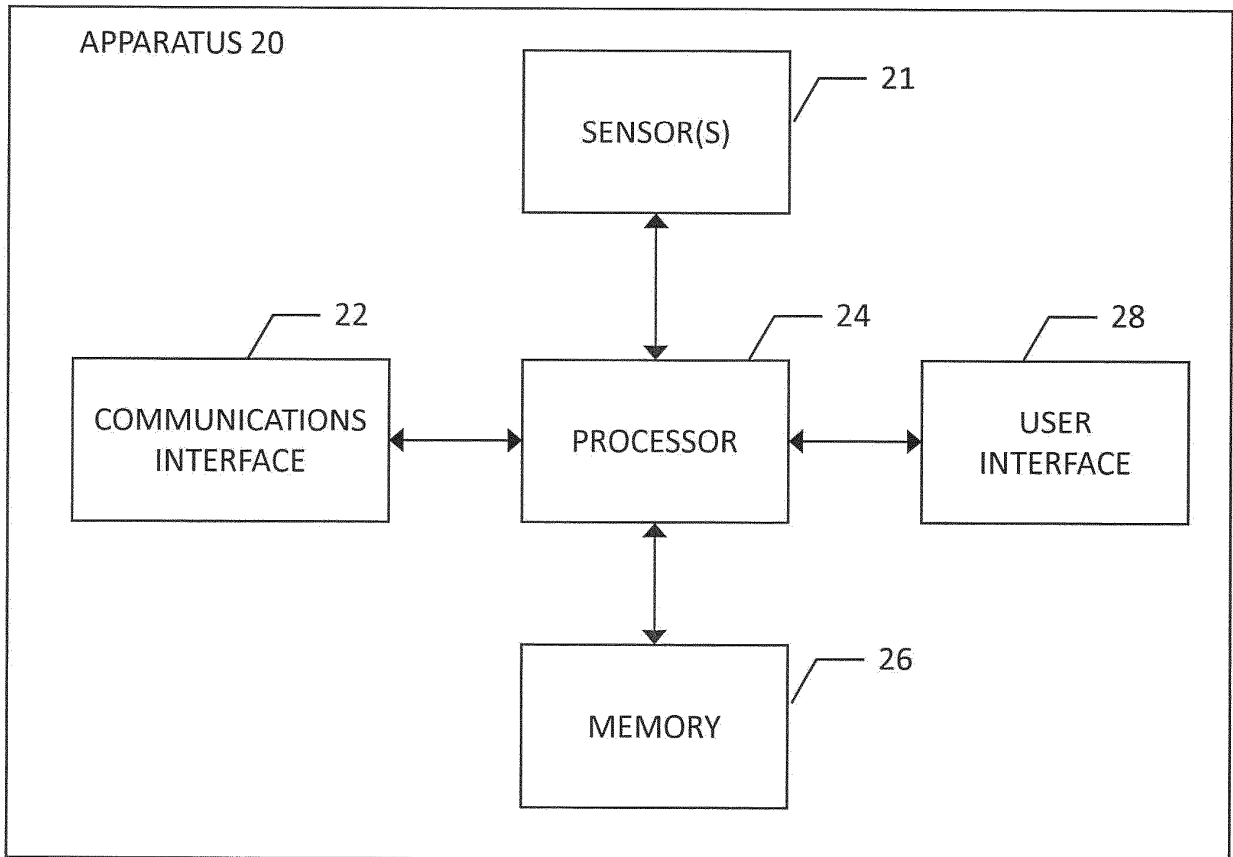 APPARATUS 20
21
SENSOR(S)
22
24
28
COMMUNICATIONS
INTERFACE
PROCESSOR
USER
INTERFACE
26
MEMORY